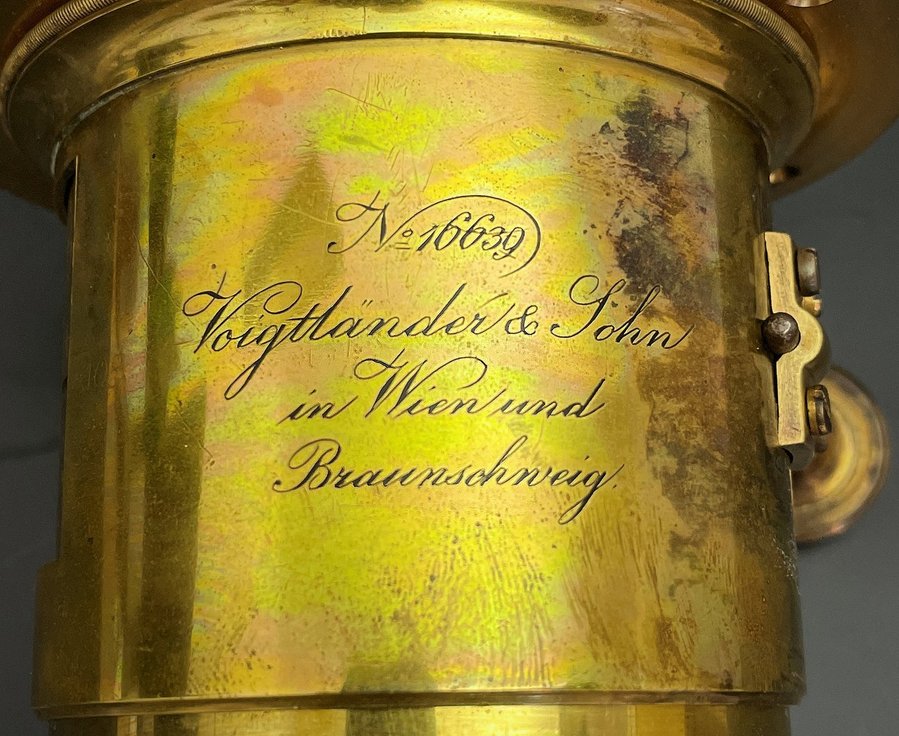 No 16639
Voigtländer & Sohn
in Wien und
Braunschweig.